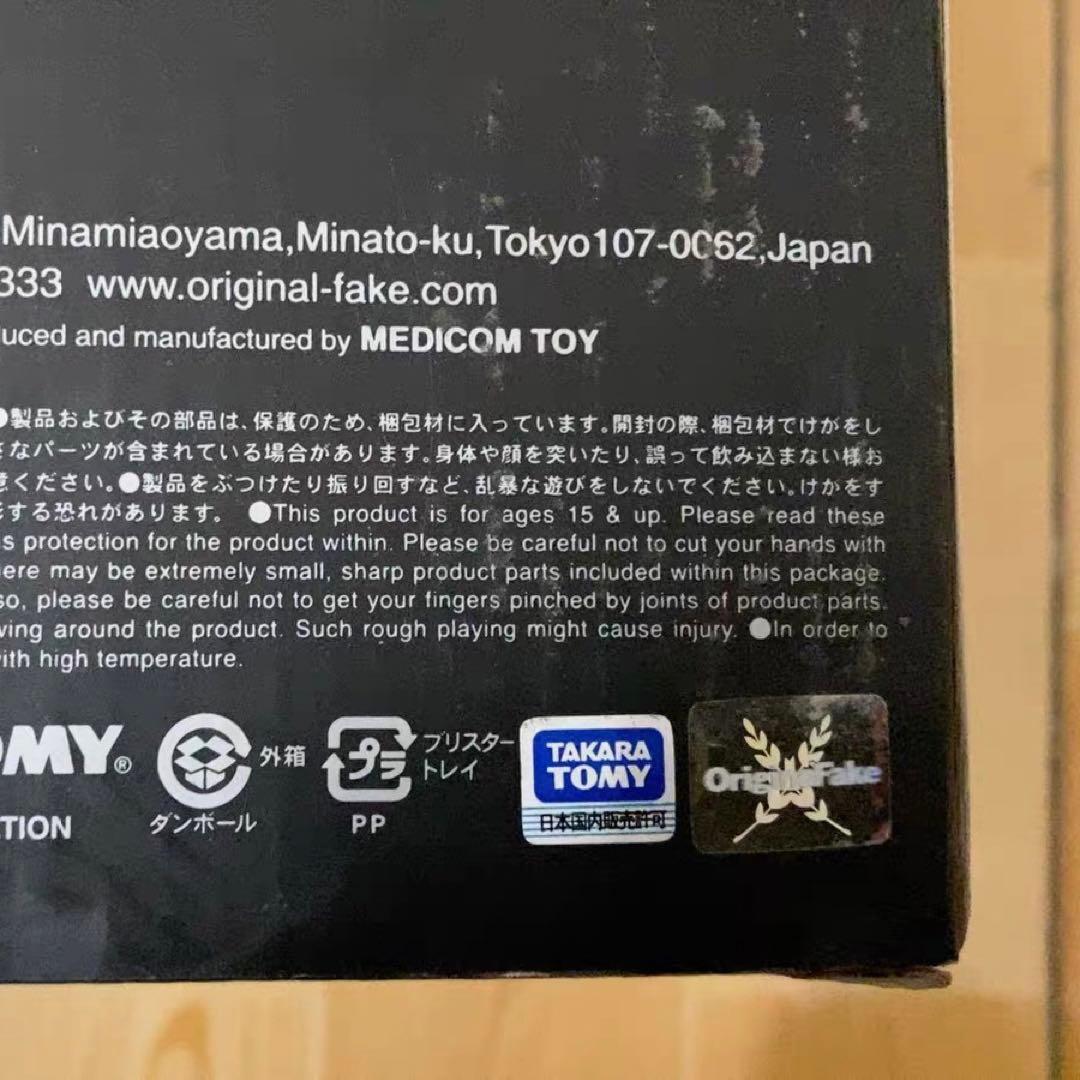 Minamiaoyama,Minato-ku,Tokyo107-0062,Japan
333 www.original-fake.com
uced and manufactured by MEDICOM TOY
●製品およびその部品は、保護のため、梱包材に入っています。開封の際、梱包材でけがをし
なパーツが含まれている場合があります。身体や顔を突いたり、誤って飲み込まない様お
意ください。●製品をぶつけたり振り回すなど、乱暴な遊びをしないでください。けがをす
する恐れがあります。 ●This product is for ages 15 & up. Please read these
s protection for the product within. Please be careful not to cut your hands with
ere may be extremely small, sharp product parts included within this package.
so, please be careful not to get your fingers pinched by joints of product parts.
ving around the product. Such rough playing might cause injury. ●In order to
ith high temperature.
OMY®
TION
外箱
ダンボール
プラ
ブリスター
トレイ
PP
TAKARA
TOMY
日本国内販売許可
OriginalFake